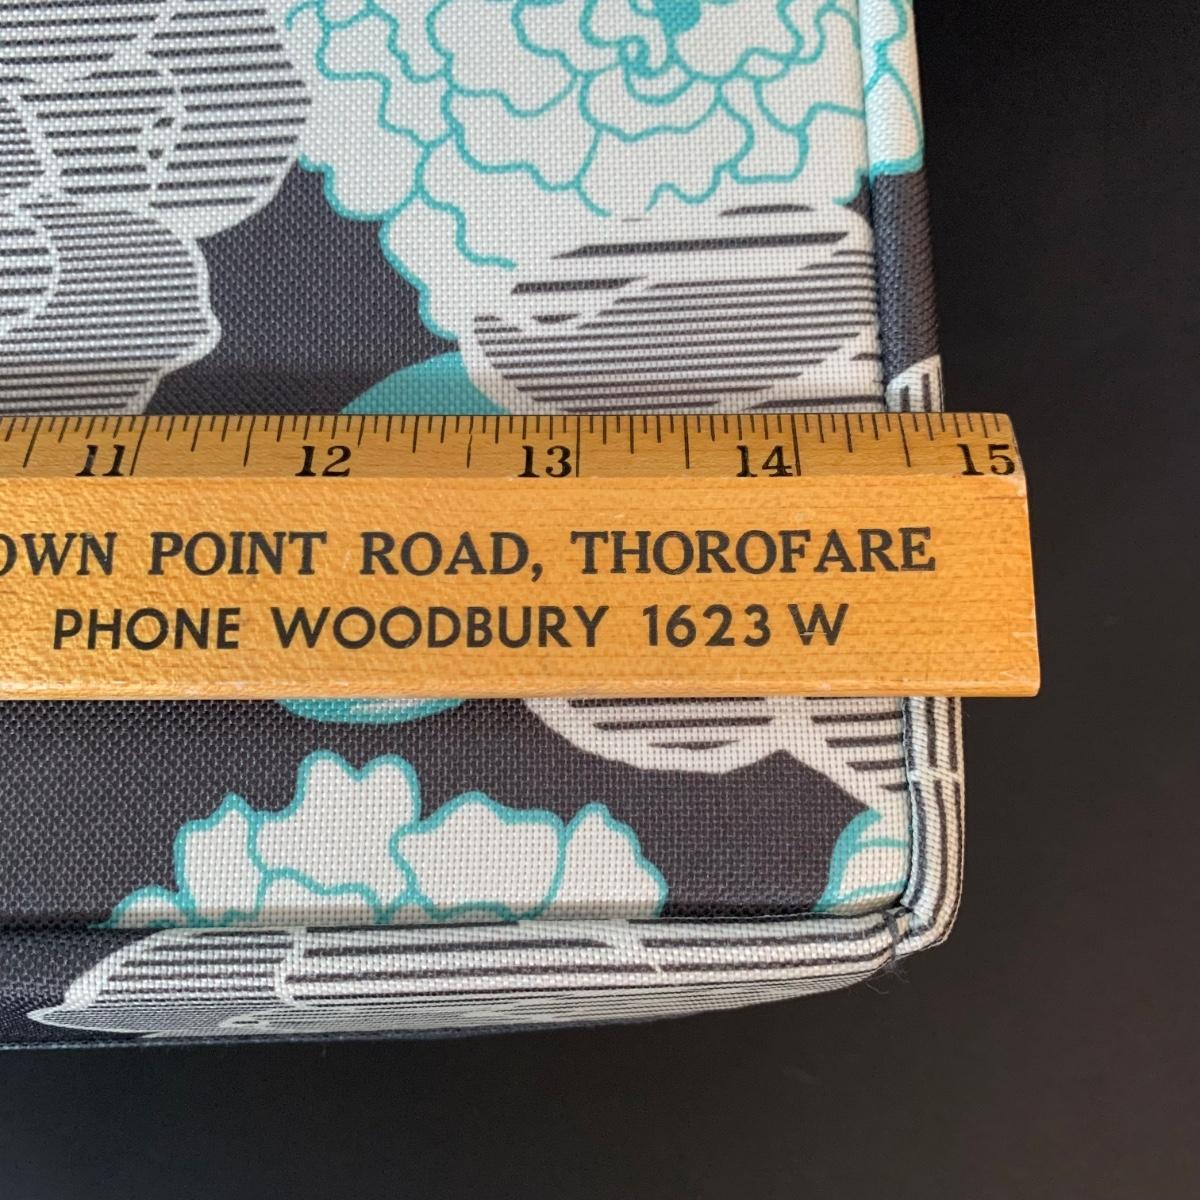 11 12 13 14 15
OWN POINT ROAD, THOROFARE
PHONE WOODBURY 1623 W